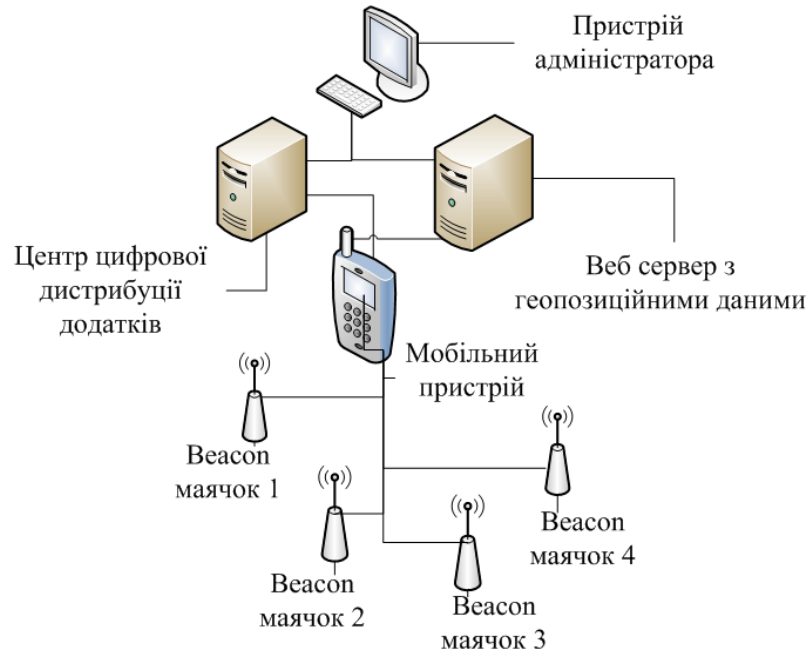 Пристрій
адміністратора
Центр цифрової
дистрибуції
додатків
Веб сервер з
геопозиційними даними
Мобільний
пристрій
Beacon
маячок 1
Beacon
маячок 2
Beacon
маячок 3
Beacon
маячок 4